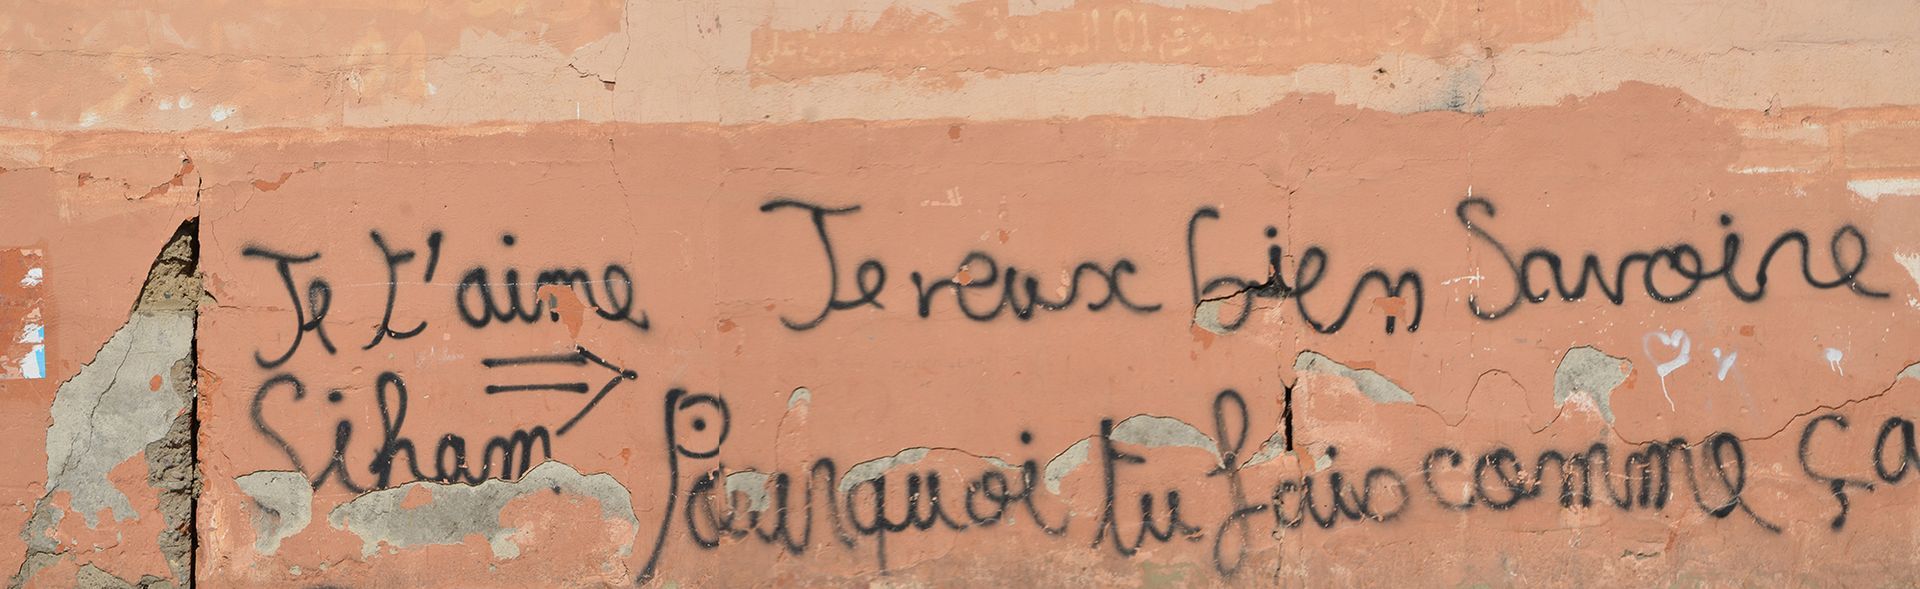 Je t'aime
Siham
⇒
Je veux bien Savoire
Pourquoi tu fais comme ça